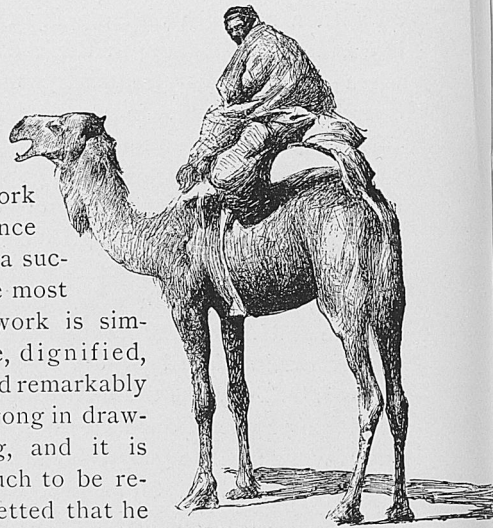 ork
nce
a suc-
e most
work is sim-
e, dignified,
d remarkably
ong in draw-
g, and it is
uch to be re-
etted that he